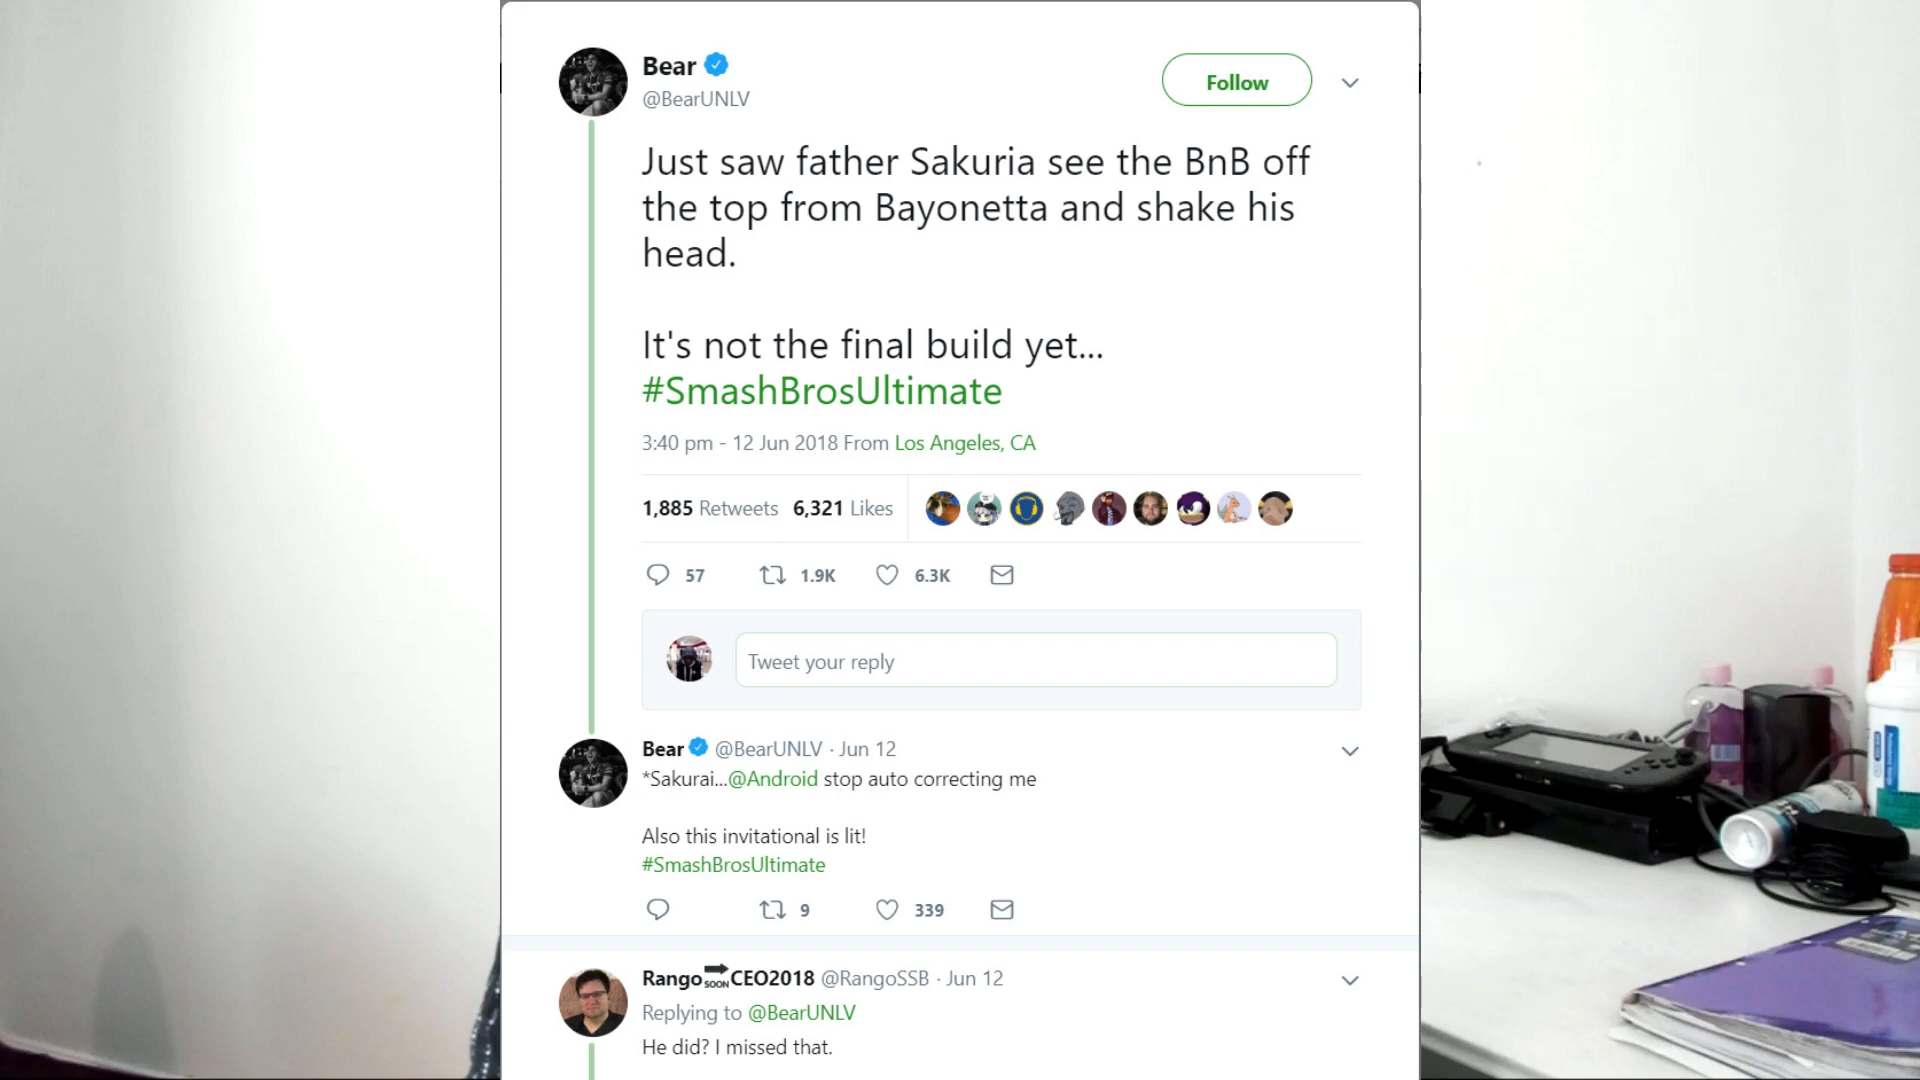 Bear
@BearUNLV
Follow
Just saw father Sakuria see the BnB off
the top from Bayonetta and shake his
head.
It's not the final build yet...
#SmashBrosUltimate
3:40 pm - 12 Jun 2018 From Los Angeles, CA
1,885 Retweets 6,321 Likes
57 1.9K 6.3K
Tweet your reply
Bear @BearUNLV · Jun 12
*Sakurai...@Android stop auto correcting me
Also this invitational is lit!
#SmashBrosUltimate
9 339
Rango SOON CEO2018 @RangoSSB · Jun 12
Replying to @BearUNLV
He did? I missed that.